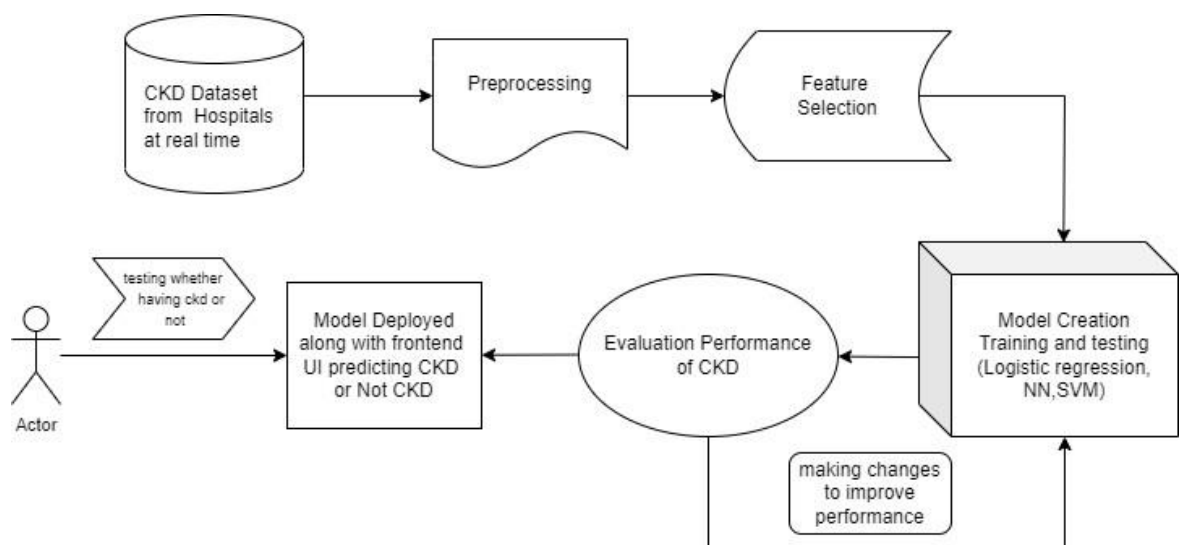 CKD Dataset
from Hospitals
at real time
Preprocessing
Feature
Selection
testing whether
having ckd or
not
Actor
Model Deployed
along with frontend
UI predicting CKD
or Not CKD
Evaluation Performance
of CKD
Model Creation
Training and testing
(Logistic regression,
NN,SVM)
making changes
to improve
performance